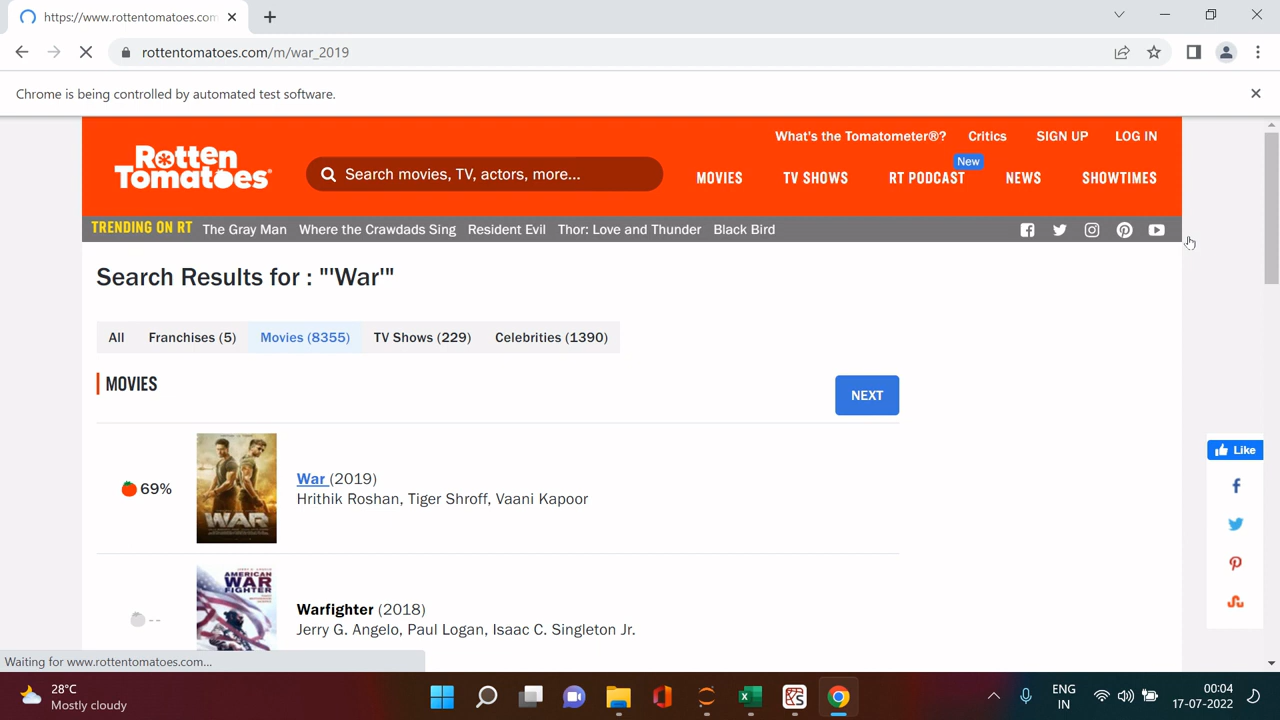 https://www.rottentomatoes.com
rottentomatoes.com/m/war_2019
Chrome is being controlled by automated test software.
What's the Tomatometer®?
Critics
SIGN UP
LOG IN
Rotten
Tomatoes
Search movies, TV, actors, more...
MOVIES
TV SHOWS
New
RT PODCAST
NEWS
SHOWTIMES
TRENDING ON RT
The Gray Man
Where the Crawdads Sing
Resident Evil
Thor: Love and Thunder
Black Bird
Search Results for : "'War'"
All
Franchises (5)
Movies (8355)
TV Shows (229)
Celebrities (1390)
MOVIES
NEXT
69%
WAR
War (2019)
Hrithik Roshan, Tiger Shroff, Vaani Kapoor
Like
AMERICAN
WAR
FIGHTER
- -
Warfighter (2018)
Jerry G. Angelo, Paul Logan, Isaac C. Singleton Jr.
Waiting for www.rottentomatoes.com...
28°C
Mostly cloudy
ENG
IN
00:04
17-07-2022